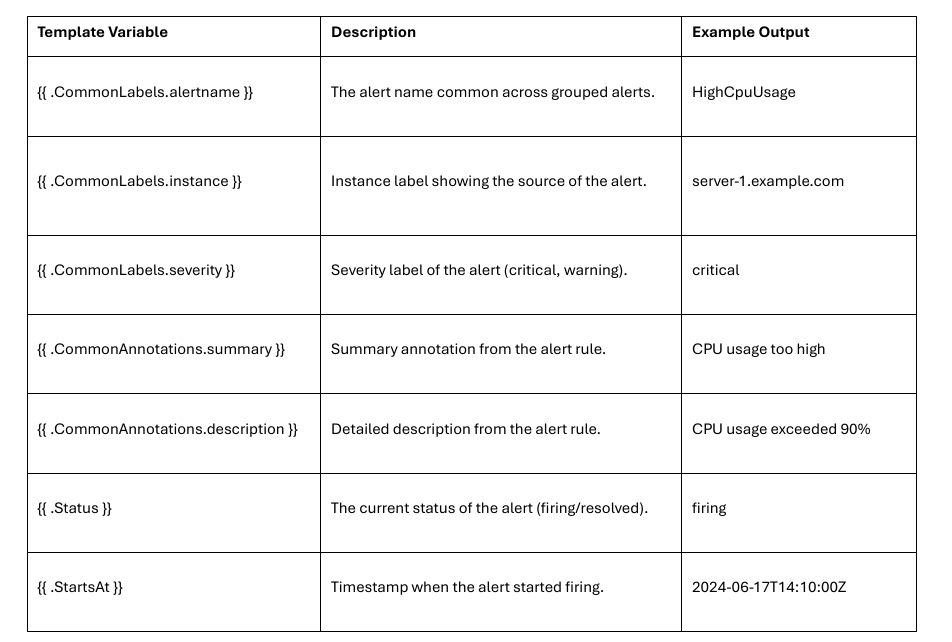 Template Variable Description Example Output
{{ .CommonLabels.alertname }} The alert name common across grouped alerts. HighCpuUsage
{{ .CommonLabels.instance }} Instance label showing the source of the alert. server-1.example.com
{{ .CommonLabels.severity }} Severity label of the alert (critical, warning). critical
{{ .CommonAnnotations.summary }} Summary annotation from the alert rule. CPU usage too high
{{ .CommonAnnotations.description }} Detailed description from the alert rule. CPU usage exceeded 90%
{{ .Status }} The current status of the alert (firing/resolved). firing
{{ .StartsAt }} Timestamp when the alert started firing. 2024-06-17T14:10:00Z